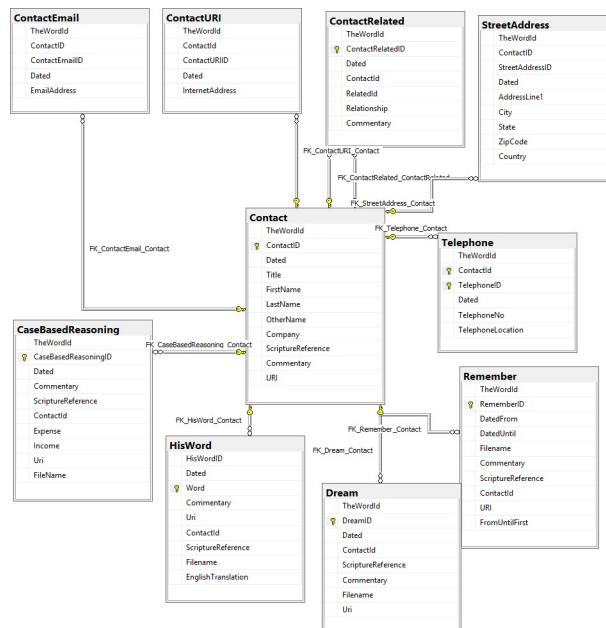 ContactEmail
TheWordId
ContactID
ContactEmailID
Dated
EmailAddress
ContactURI
TheWordId
ContactId
ContactURIID
Dated
InternetAddress
ContactRelated
TheWordId
ContactRelatedID
Dated
ContactId
RelatedId
Relationship
Commentary
StreetAddress
TheWordId
ContactID
StreetAddressID
Dated
AddressLine1
City
State
ZipCode
Country
FK_ContactURI_Contact
FK_ContactRelated_ContactRelated
FK_StreetAddress_Contact
FK_Telephone_Contact
FK_ContactEmail_Contact
Contact
TheWordId
ContactID
Dated
Title
FirstName
LastName
OtherName
Company
ScriptureReference
Commentary
URI
Telephone
TheWordId
ContactId
TelephoneID
Dated
TelephoneNo
TelephoneLocation
CaseBasedReasoning
TheWordId
CaseBasedReasoningID
Dated
Commentary
ScriptureReference
ContactId
Expense
Income
Uri
FileName
FK_CaseBasedReasoning_Contact
FK_HisWord_Contact
FK_Remember_Contact
FK_Dream_Contact
Remember
TheWordId
RememberID
DatedFrom
DatedUntil
Filename
Commentary
ScriptureReference
ContactId
URI
FromUntilFirst
HisWord
HisWordID
Dated
Word
Commentary
Uri
ContactId
ScriptureReference
Filename
EnglishTranslation
Dream
TheWordId
DreamID
Dated
ContactId
ScriptureReference
Commentary
Filename
Uri